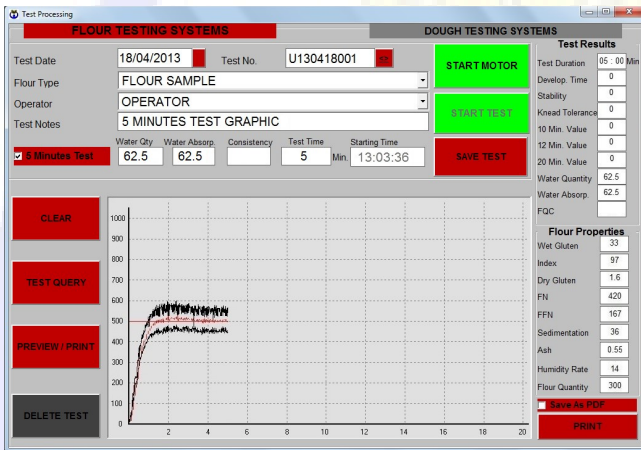 Test Processing
FLOUR TESTING SYSTEMS DOUGH TESTING SYSTEMS
Test Date 18/04/2013 Test No. U130418001 <>
Flour Type FLOUR SAMPLE
Operator OPERATOR
Test Notes 5 MINUTES TEST GRAPHIC
Water Qty Water Absorp. Consistency Test Time Starting Time
5 Minutes Test 62.5 62.5 5 Min. 13:03:36
START MOTOR
START TEST
SAVE TEST
Test Results
Test Duration 05 : 00 Min
Develop. Time 0
Stability 0
Knead Tolerance 0
10 Min. Value 0
12 Min. Value 0
20 Min. Value 0
Water Quantity 62.5
Water Absorp. 62.5
FQC
Flour Properties
Wet Gluten 33
Index 97
Dry Gluten 1.6
FN 420
FFN 167
Sedimentation 36
Ash 0.55
Humidity Rate 14
Flour Quantity 300
Save As PDF
PRINT
CLEAR
TEST QUERY
PREVIEW / PRINT
DELETE TEST
1000
900
800
700
600
500
400
300
200
100
0
2 4 6 8 10 12 14 16 18 20